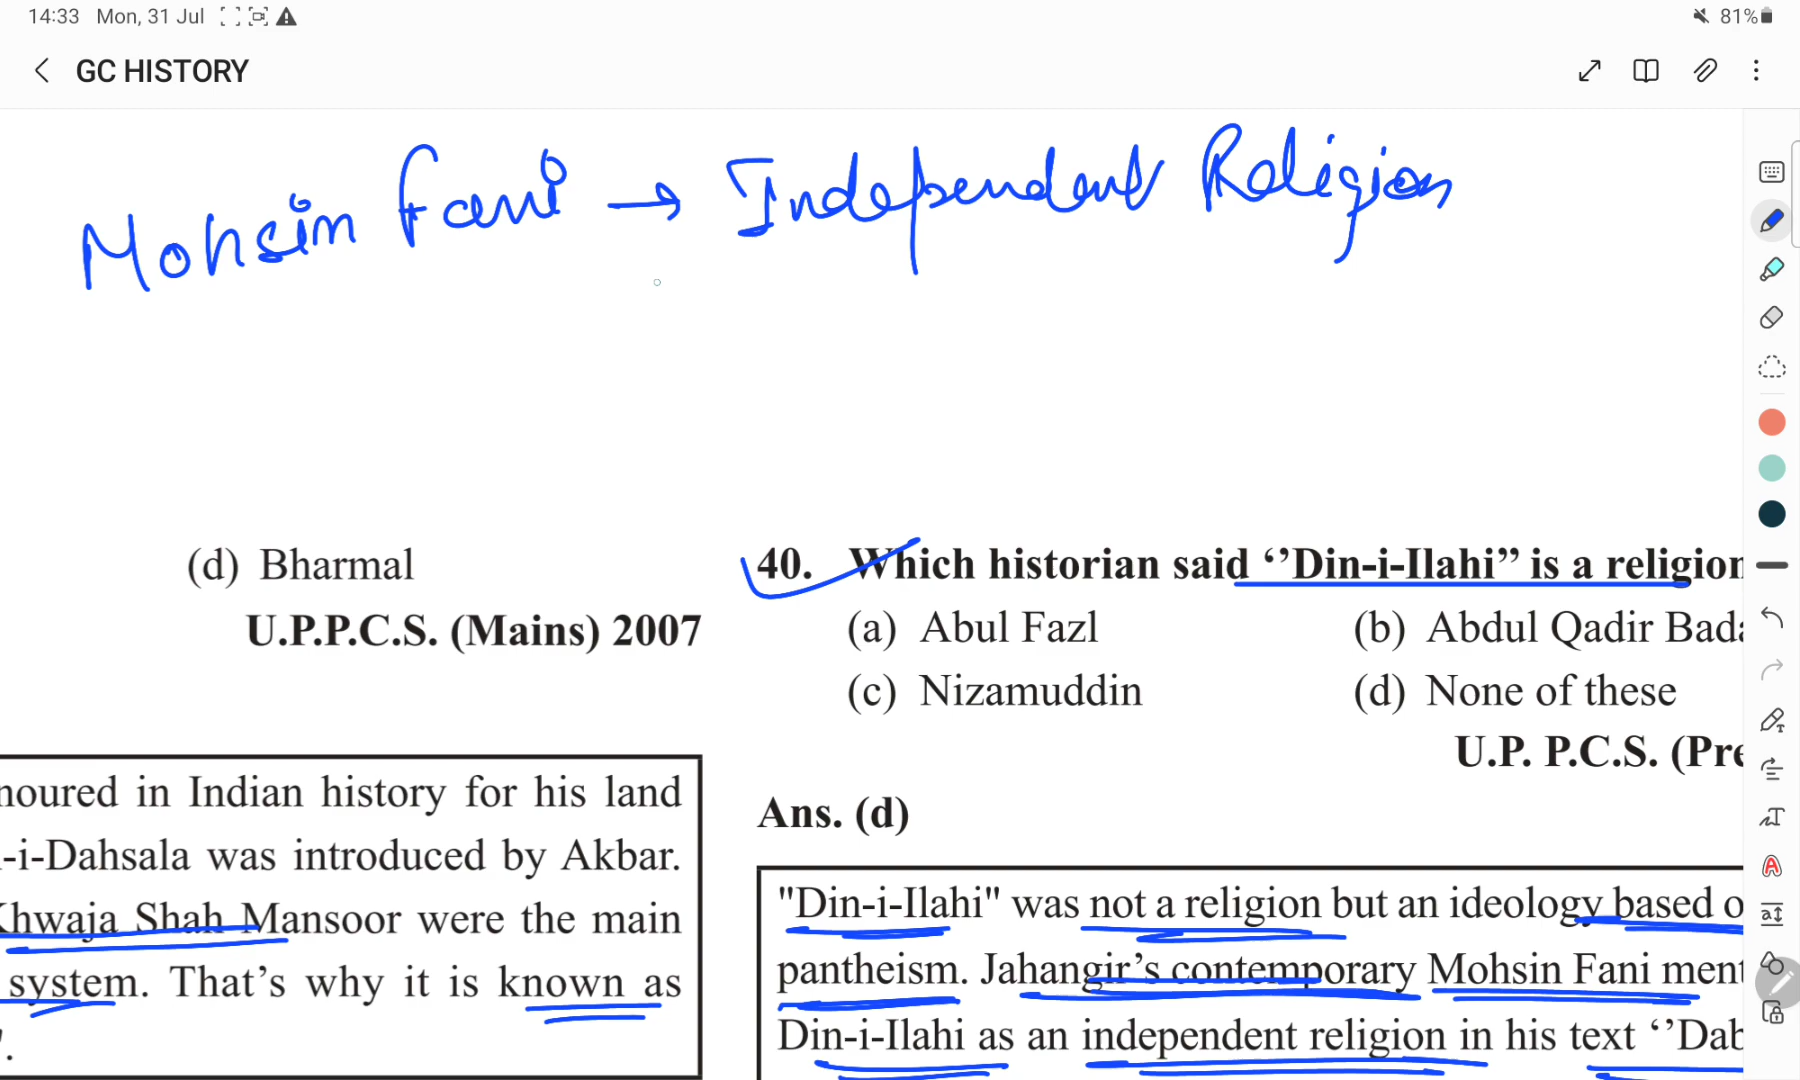 14:33 Mon, 31 Jul
81%
GC HISTORY
Mohsin Fani → Independent Religion
(d) Bharmal
U.P.P.C.S. (Mains) 2007
noured in Indian history for his land
-i-Dahsala was introduced by Akbar.
Khwaja Shah Mansoor were the main
system. That's why it is known as
40. Which historian said ‘’Din-i-Ilahi’’ is a religion
(a) Abul Fazl (b) Abdul Qadir Bada
(c) Nizamuddin (d) None of these
U.P. P.C.S. (Pre
Ans. (d)
"Din-i-Ilahi" was not a religion but an ideology based o
pantheism. Jahangir’s contemporary Mohsin Fani ment
Din-i-Ilahi as an independent religion in his text ‘’Dab